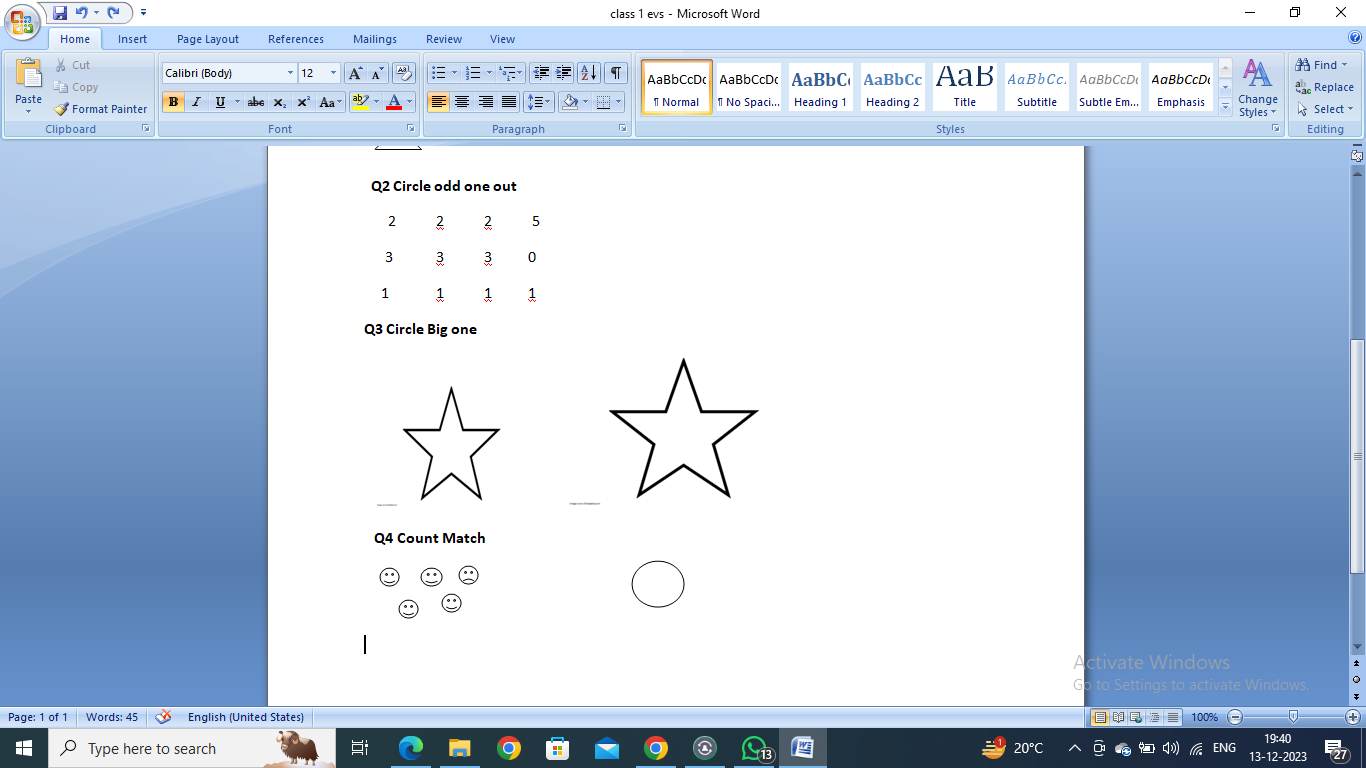 class 1 evs - Microsoft Word
Home Insert Page Layout References Mailings Review View
Paste
Cut
Copy
Format Painter
Clipboard
Calibri (Body) 12
B I U abc x₂ x² Aa
Font
Paragraph
AaBbCcDc AaBbCcDc AaBbC AaBbCc AaB AaBbCc. AaBbCcDc AaBbCcDc
¶ Normal ¶ No Spaci... Heading 1 Heading 2 Title Subtitle Subtle Em... Emphasis
Styles
Change Styles
Find
Replace
Select
Editing
Q2 Circle odd one out
2 2 2 5
3 3 3 0
1 1 1 1
Q3 Circle Big one
Q4 Count Match
Activate Windows
Go to Settings to activate Windows.
Page: 1 of 1 Words: 45 English (United States) 100%
Type here to search
1 20°C ENG 19:40
13 13-12-2023 27